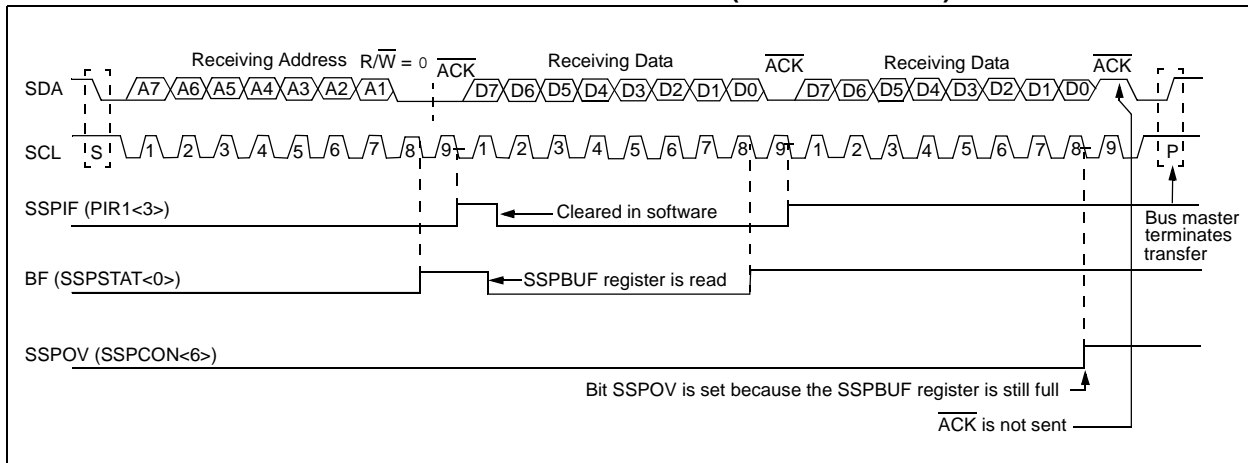 Receiving Address R/W = 0 ACK Receiving Data ACK Receiving Data ACK
SDA A7 A6 A5 A4 A3 A2 A1 D7 D6 D5 D4 D3 D2 D1 D0 D7 D6 D5 D4 D3 D2 D1 D0
SCL S 1 2 3 4 5 6 7 8 9 1 2 3 4 5 6 7 8 9 1 2 3 4 5 6 7 8 9 P
SSPIF (PIR1<3>)
Cleared in software
Bus master
terminates
transfer
BF (SSPSTAT<0>)
SSPBUF register is read
SSPOV (SSPCON<6>)
Bit SSPOV is set because the SSPBUF register is still full
ACK is not sent